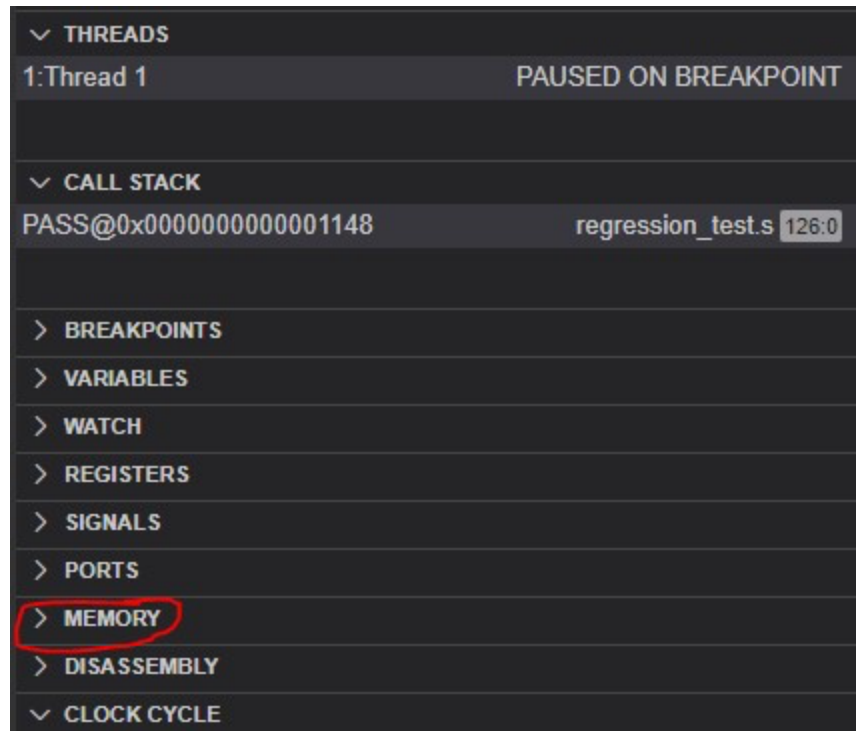 THREADS
1:Thread 1 PAUSED ON BREAKPOINT
CALL STACK
PASS@0x0000000000001148 regression_test.s 126:0
BREAKPOINTS
VARIABLES
WATCH
REGISTERS
SIGNALS
PORTS
MEMORY
DISASSEMBLY
CLOCK CYCLE